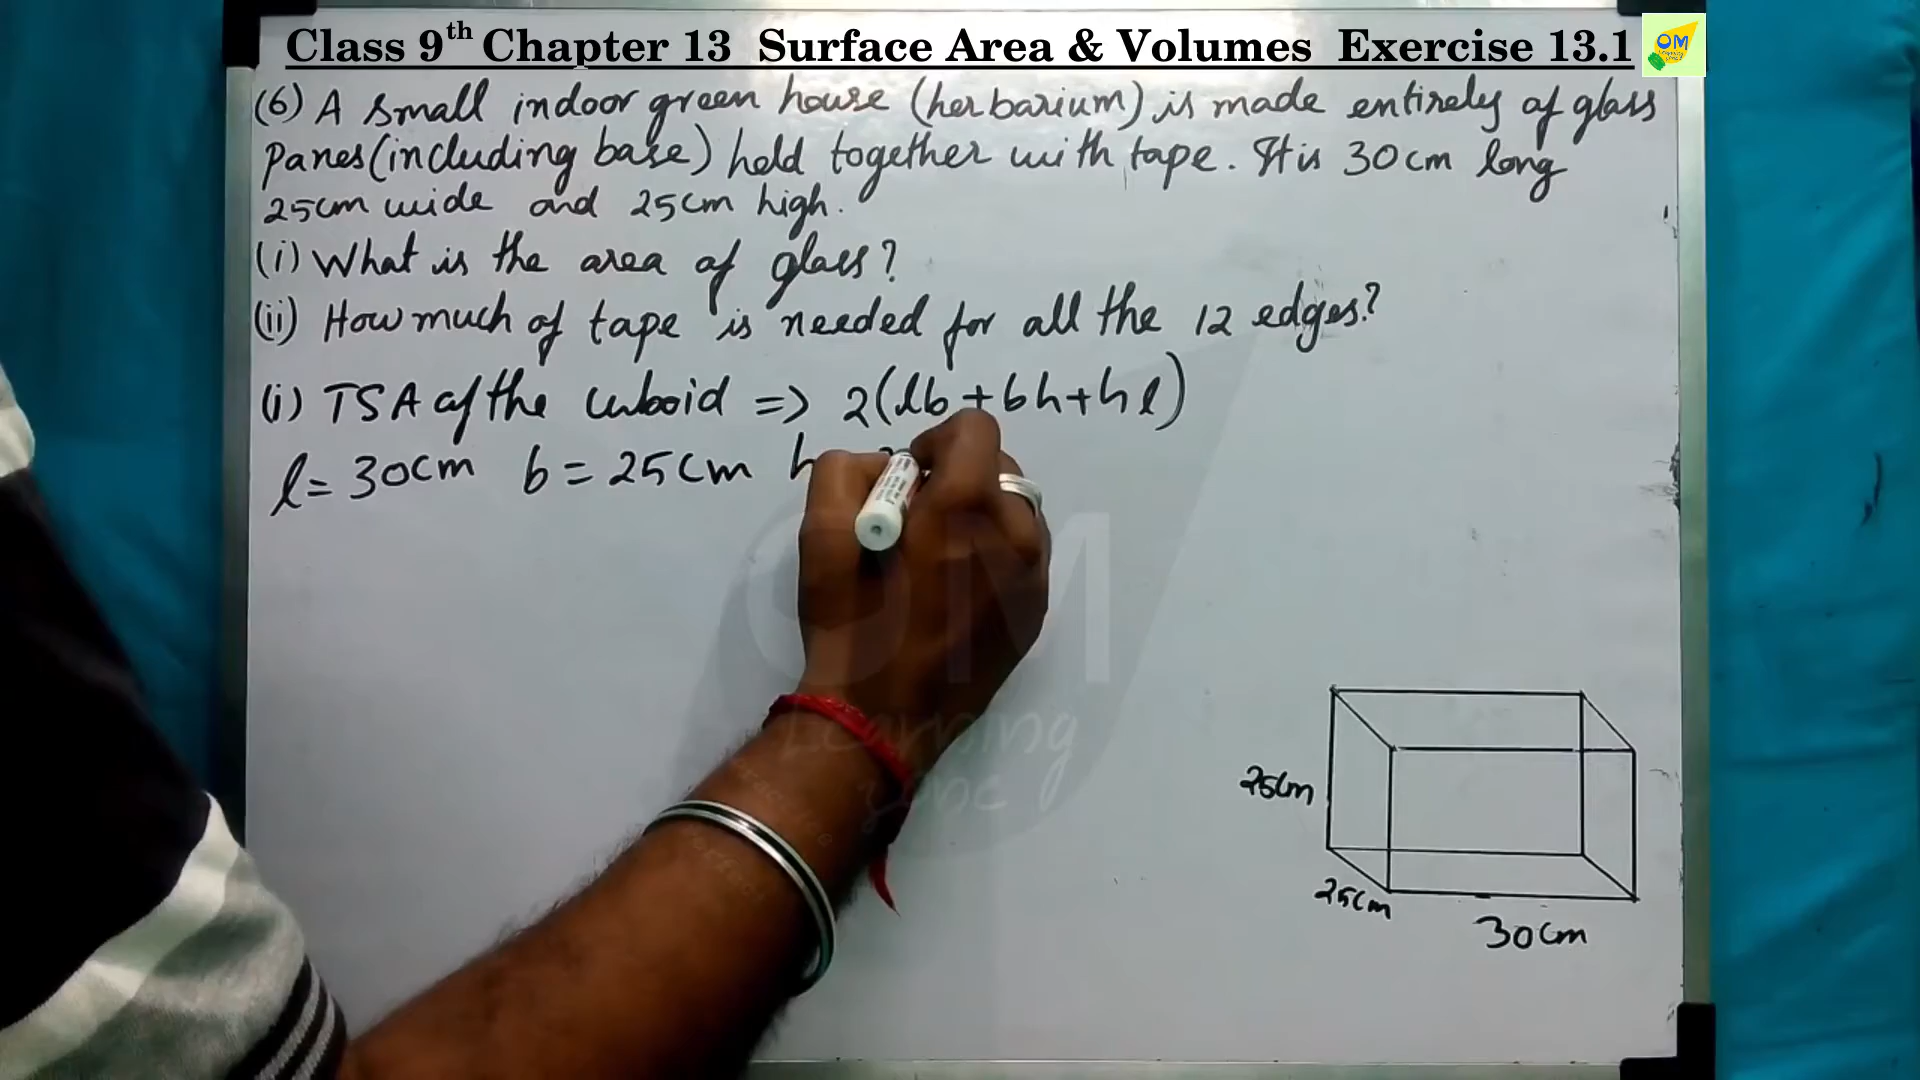 Class 9th Chapter 13 Surface Area & Volumes Exercise 13.1
OM
(6) A small indoor green house (herbarium) is made entirely of glass
Panes (including base) held together with tape. It is 30cm long
25cm wide and 25cm high.
(i) What is the area of glass?
(ii) How much of tape is needed for all the 12 edges?
(i) TSA of the cuboid => 2(lb+bh+hl)
l = 30cm b = 25cm h
OM
Learning
Zone
25cm
25cm
30cm